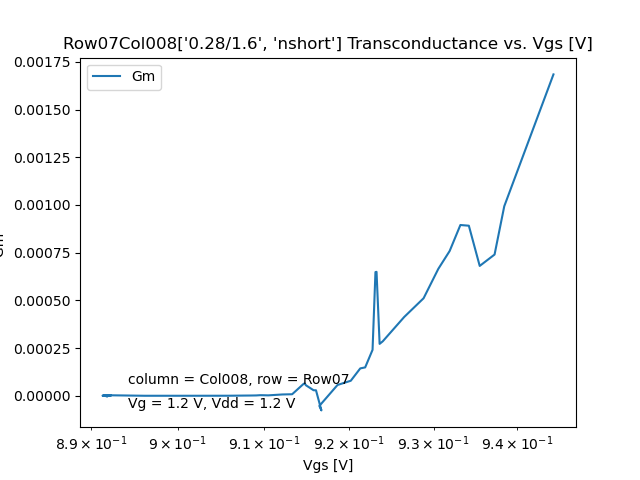 Row07Col008['0.28/1.6', 'nshort'] Transconductance vs. Vgs [V]
Gm
0.00175
0.00150
0.00125
0.00100
0.00075
0.00050
0.00025
0.00000
column = Col008, row = Row07
Vg = 1.2 V, Vdd = 1.2 V
8.9 × 10⁻¹ 9 × 10⁻¹ 9.1 × 10⁻¹ 9.2 × 10⁻¹ 9.3 × 10⁻¹ 9.4 × 10⁻¹
Vgs [V]